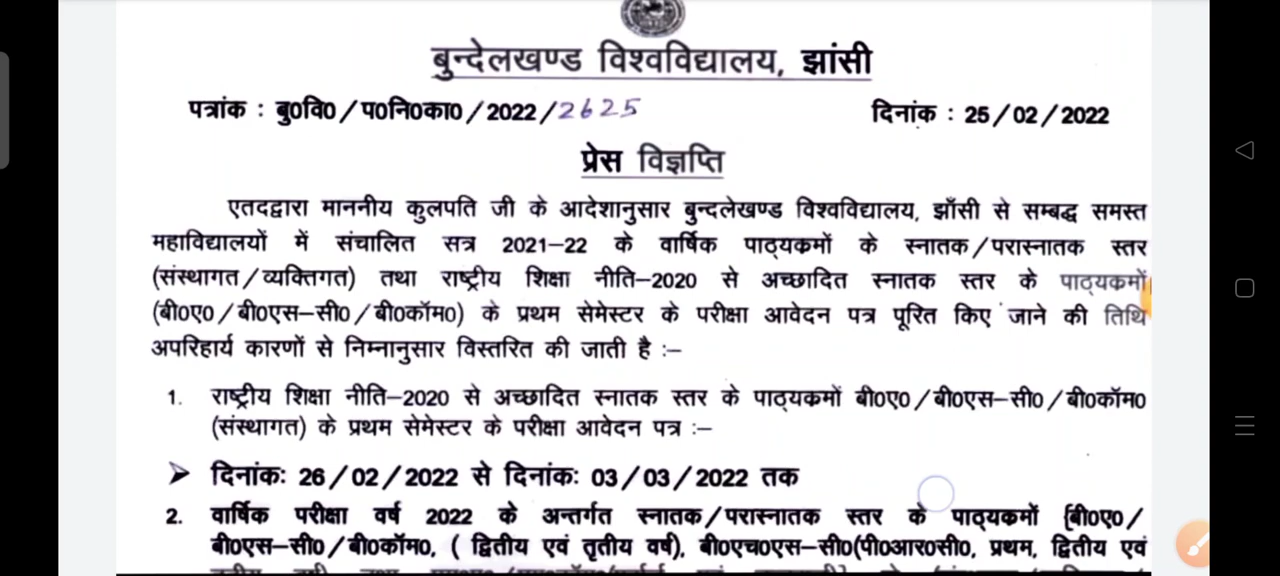 बुन्देलखण्ड विश्वविद्यालय, झांसी
पत्रांक : बु0वि0/प0नि0का0/2022/2625 दिनांक : 25/02/2022
प्रेस विज्ञप्ति
एतदद्वारा माननीय कुलपति जी के आदेशानुसार बुन्दलेखण्ड विश्वविद्यालय, झाँसी से सम्बद्ध समस्त
महाविद्यालयों में संचालित सत्र 2021-22 के वार्षिक पाठ्यकमों के स्नातक/परास्नातक स्तर
(संस्थागत/व्यक्तिगत) तथा राष्ट्रीय शिक्षा नीति-2020 से अच्छादित स्नातक स्तर के पाठ्यकमों
(बी0ए0/बी0एस-सी0/बी0कॉम0) के प्रथम सेमेस्टर के परीक्षा आवेदन पत्र पूरित किए जाने की तिथि
अपरिहार्य कारणों से निम्नानुसार विस्तरित की जाती है :-
1. राष्ट्रीय शिक्षा नीति-2020 से अच्छादित स्नातक स्तर के पाठ्यकमों बी0ए0/बी0एस-सी0/बी0कॉम0
(संस्थागत) के प्रथम सेमेस्टर के परीक्षा आवेदन पत्र :-
➤ दिनांकः 26/02/2022 से दिनांकः 03/03/2022 तक
2. वार्षिक परीक्षा वर्ष 2022 के अन्तर्गत स्नातक/परास्नातक स्तर के पाठ्यकमों {बी0ए0/
बी0एस-सी0/बी0कॉम0, ( द्वितीय एवं तृतीय वर्ष), बी0एच0एस-सी0(पी0आर0सी0, प्रथम, द्वितीय एवं